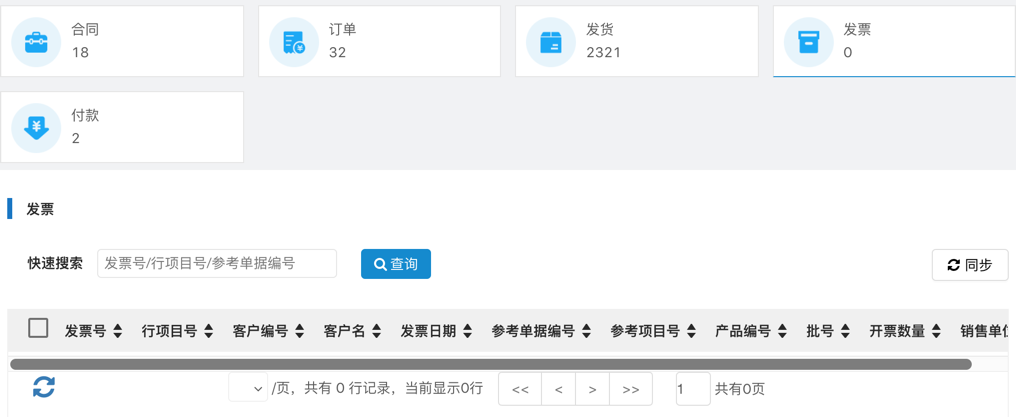 合同
18
订单
32
发货
2321
发票
0
付款
2
发票
快速搜索 发票号/行项目号/参考单据编号 查询 同步
发票号 行项目号 客户编号 客户名 发票日期 参考单据编号 参考项目号 产品编号 批号 开票数量 销售单位
/页，共有 0 行记录，当前显示0行 << < > >> 1 共有0页